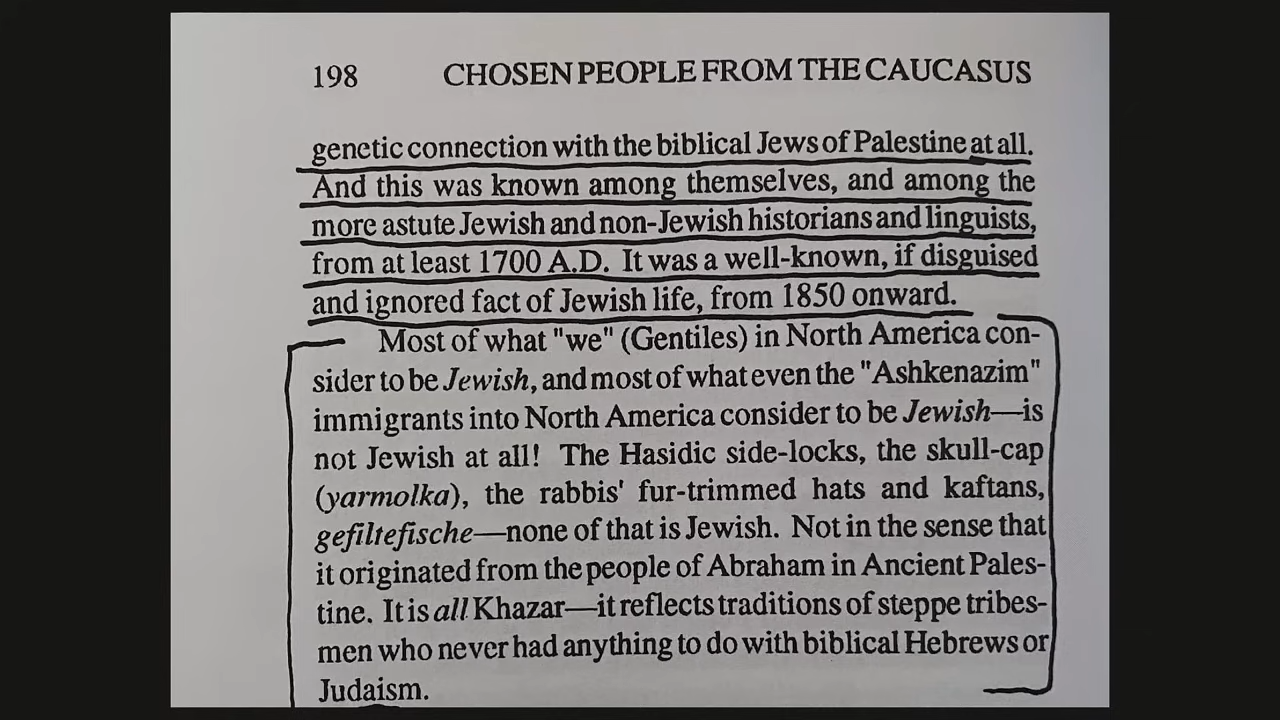 198 CHOSEN PEOPLE FROM THE CAUCASUS
genetic connection with the biblical Jews of Palestine at all.
And this was known among themselves, and among the
more astute Jewish and non-Jewish historians and linguists,
from at least 1700 A.D. It was a well-known, if disguised
and ignored fact of Jewish life, from 1850 onward.
Most of what "we" (Gentiles) in North America con-
sider to be Jewish, and most of what even the "Ashkenazim"
immigrants into North America consider to be Jewish—is
not Jewish at all! The Hasidic side-locks, the skull-cap
(yarmolka), the rabbis' fur-trimmed hats and kaftans,
gefiltefische—none of that is Jewish. Not in the sense that
it originated from the people of Abraham in Ancient Pales-
tine. It is all Khazar—it reflects traditions of steppe tribes-
men who never had anything to do with biblical Hebrews or
Judaism.